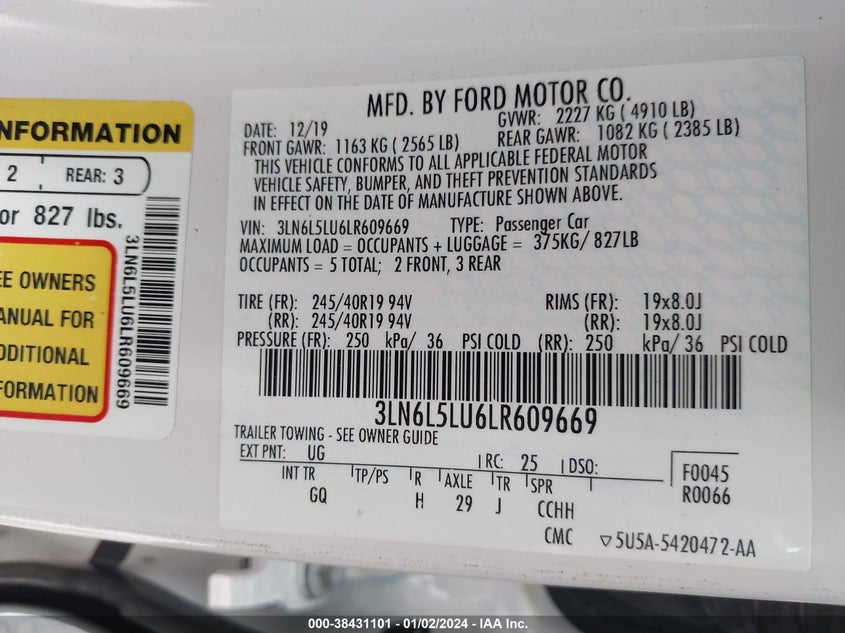 NFORMATION
2 REAR: 3
or 827 lbs.
EE OWNERS
ANUAL FOR
DDITIONAL
FORMATION
3LN6L5LU6LR609669
MFD. BY FORD MOTOR CO.
DATE: 12/19 GVWR: 2227 KG ( 4910 LB)
FRONT GAWR: 1163 KG ( 2565 LB) REAR GAWR: 1082 KG ( 2385 LB)
THIS VEHICLE CONFORMS TO ALL APPLICABLE FEDERAL MOTOR
VEHICLE SAFETY, BUMPER, AND THEFT PREVENTION STANDARDS
IN EFFECT ON THE DATE OF MANUFACTURE SHOWN ABOVE.
VIN: 3LN6L5LU6LR609669 TYPE: Passenger Car
MAXIMUM LOAD = OCCUPANTS + LUGGAGE = 375KG/ 827LB
OCCUPANTS = 5 TOTAL; 2 FRONT, 3 REAR
TIRE (FR): 245/40R19 94V RIMS (FR): 19x8.0J
(RR): 245/40R19 94V (RR): 19x8.0J
PRESSURE (FR): 250 kPa/ 36 PSI COLD (RR): 250 kPa/ 36 PSI COLD
3LN6L5LU6LR609669
TRAILER TOWING - SEE OWNER GUIDE
EXT PNT: UG RC: 25 DSO: F0045
INT TR TP/PS R AXLE TR SPR R0066
GQ H 29 J CCHH
CMC ▽5U5A-5420472-AA
000-38431101 - 01/02/2024 - IAA Inc.